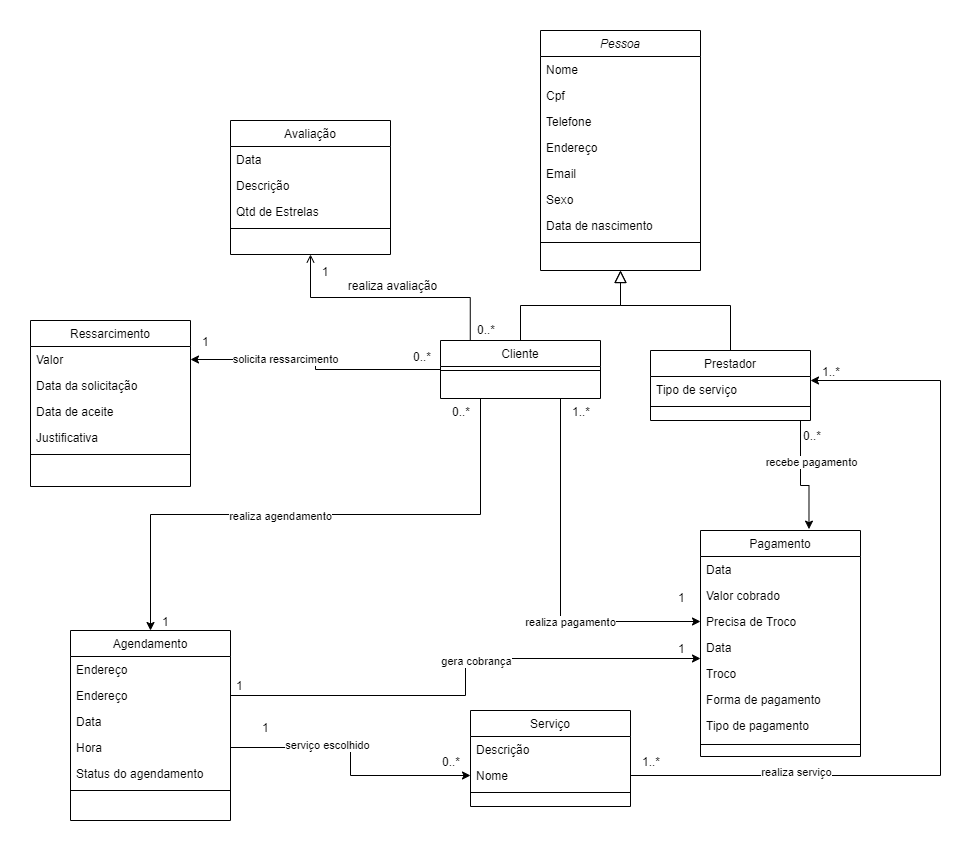 Pessoa
Nome
Cpf
Telefone
Endereço
Email
Sexo
Data de nascimento
Avaliação
Data
Descrição
Qtd de Estrelas
1
realiza avaliação
0..*
Ressarcimento
Valor
Data da solicitação
Data de aceite
Justificativa
1
solicita ressarcimento
0..*
Cliente
0..*
1..*
Prestador
Tipo de serviço
1..*
0..*
recebe pagamento
realiza agendamento
1
Pagamento
Data
Valor cobrado
Precisa de Troco
Data
Troco
Forma de pagamento
Tipo de pagamento
1
realiza pagamento
1
gera cobrança
Agendamento
Endereço
Endereço
Data
Hora
Status do agendamento
1
1
serviço escolhido
0..*
Serviço
Descrição
Nome
1..*
realiza serviço